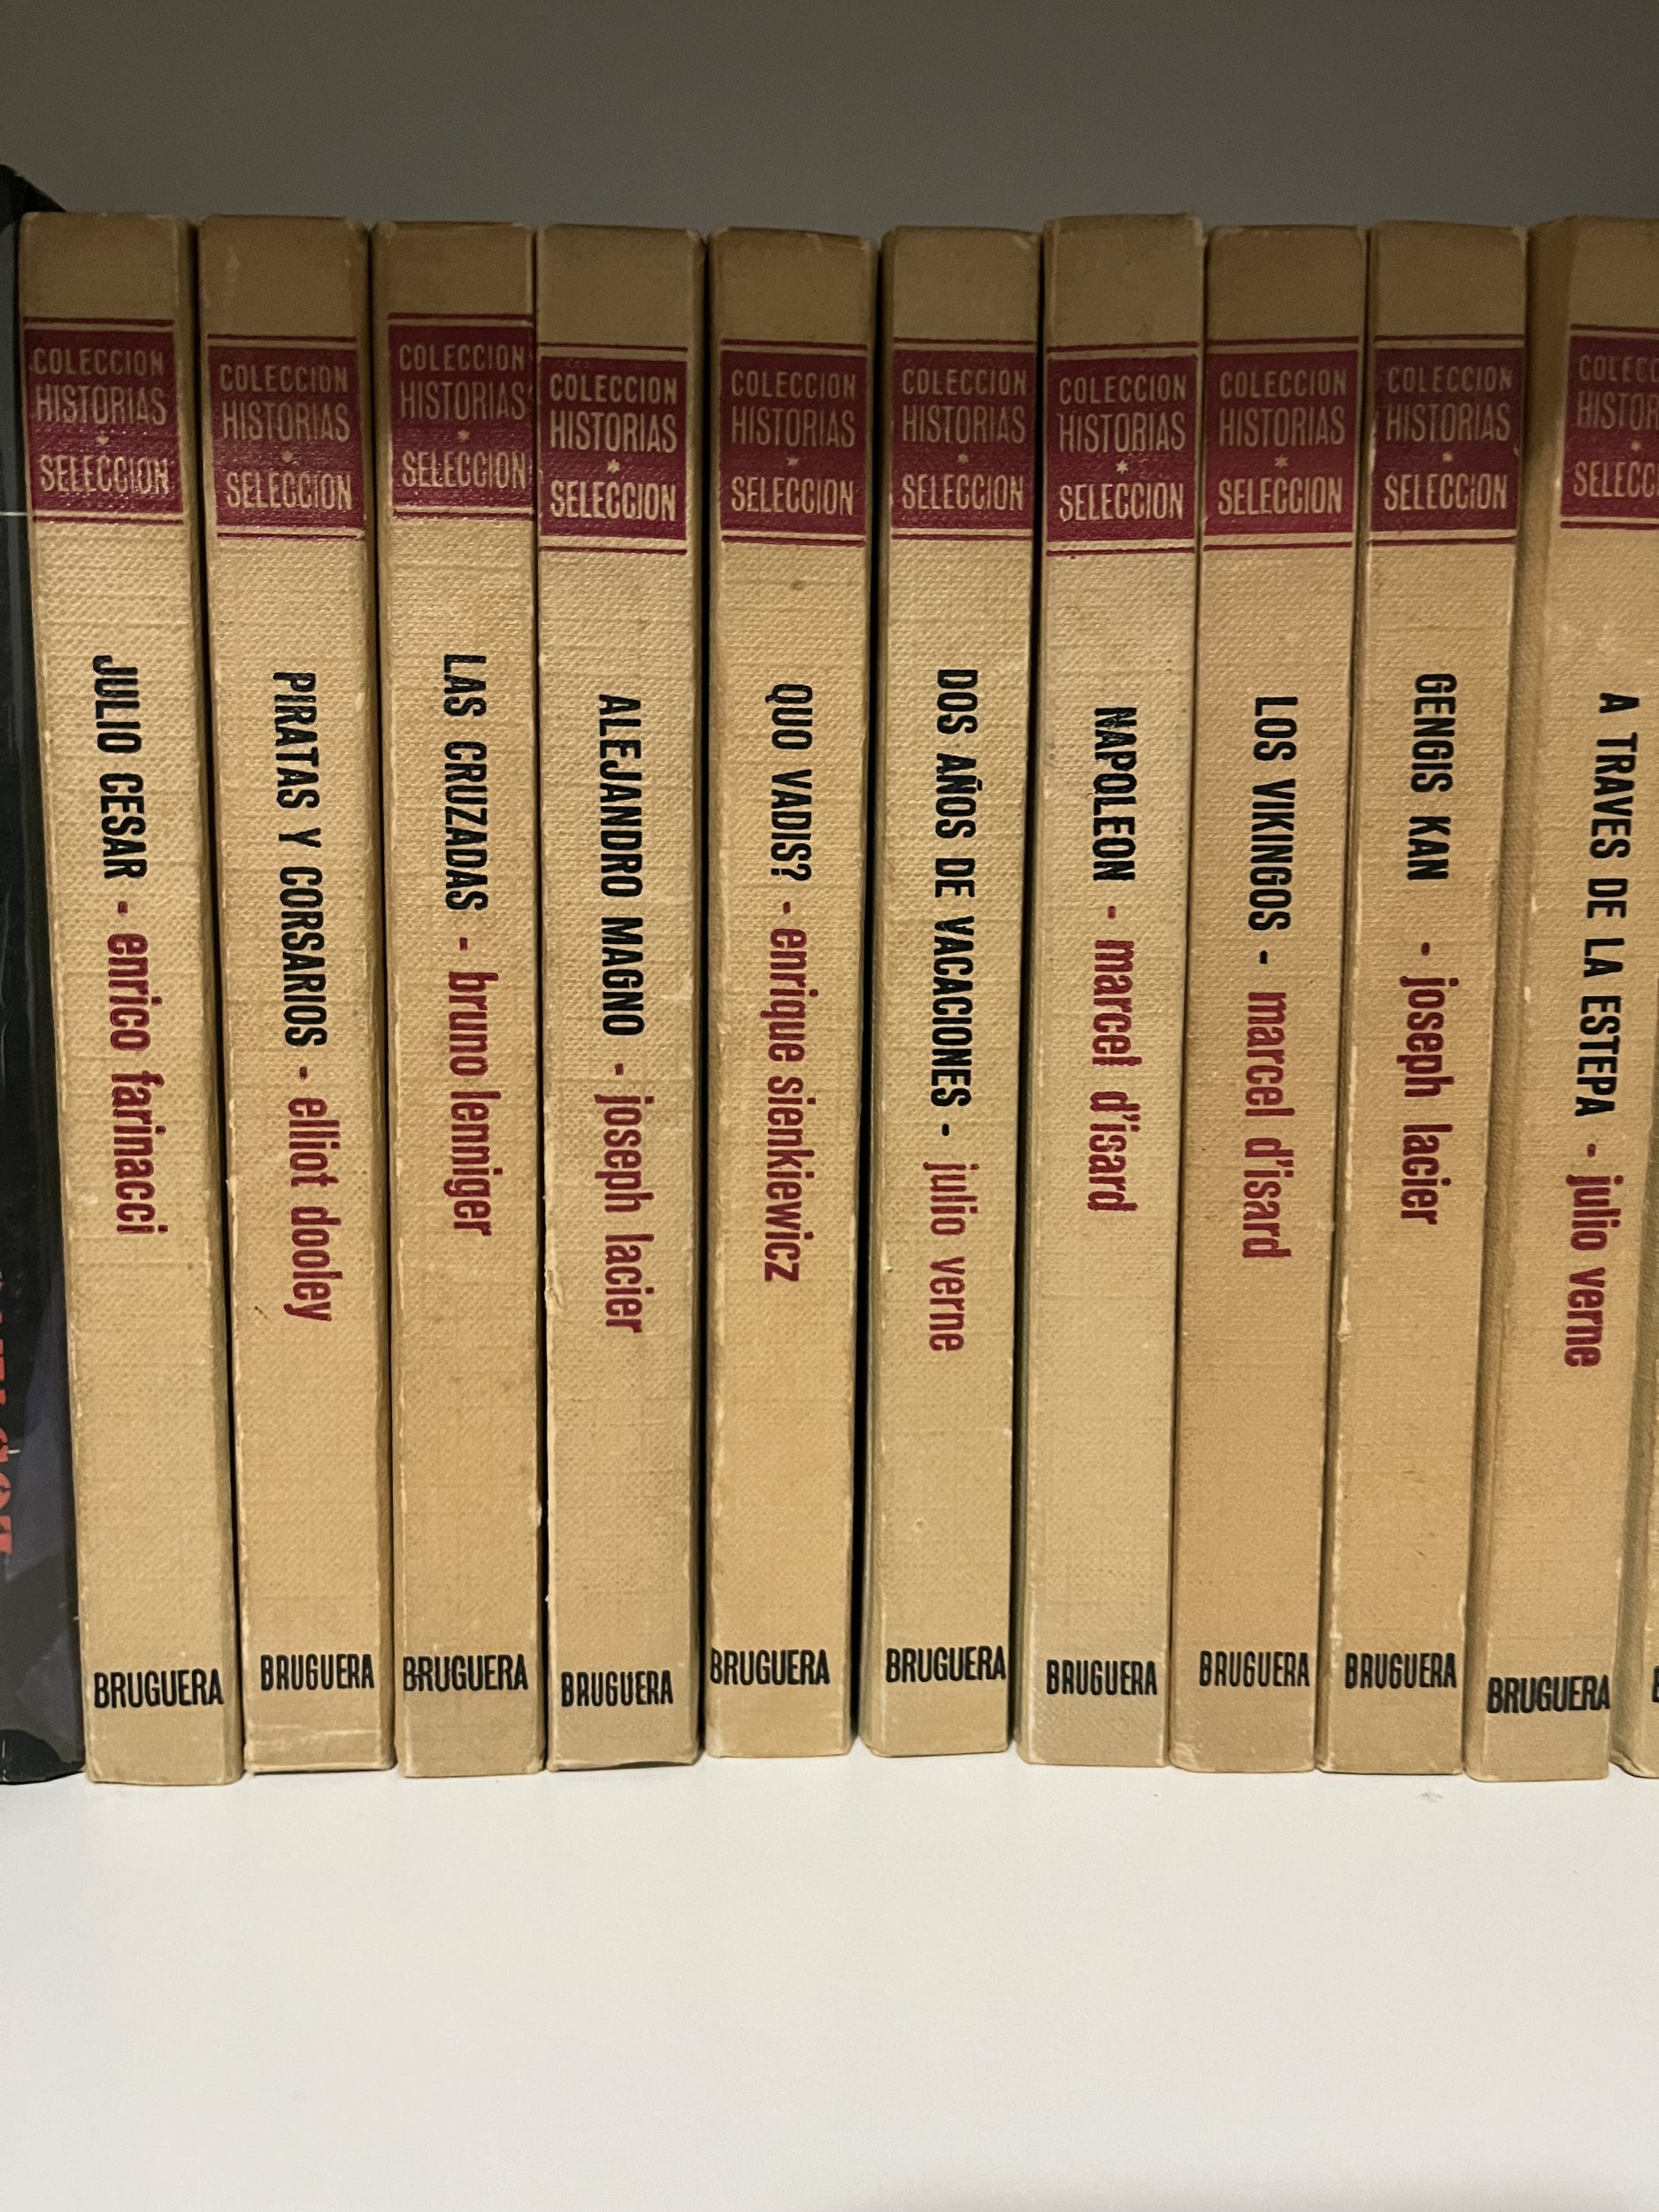 COLECCION
HISTORIAS
*
SELECCION
JULIO CESAR - enrico farinacci
BRUGUERA
COLECCION
HISTORIAS
*
SELECCION
PIRATAS Y CORSARIOS - elliot dooley
BRUGUERA
COLECCION
HISTORIAS
*
SELECCION
LAS CRUZADAS - bruno lenniger
BRUGUERA
COLECCION
HISTORIAS
*
SELECCION
ALEJANDRO MAGNO - joseph lacier
BRUGUERA
COLECCION
HISTORIAS
*
SELECCION
QUO VADIS? - enrique sienkiewicz
BRUGUERA
COLECCION
HISTORIAS
*
SELECCION
DOS AÑOS DE VACACIONES - julio verne
BRUGUERA
COLECCION
HISTORIAS
*
SELECCION
NAPOLEON - marcel d'isard
BRUGUERA
COLECCION
HISTORIAS
*
SELECCION
LOS VIKINGOS - marcel d'isard
BRUGUERA
COLECCION
HISTORIAS
*
SELECCION
GENGIS KAN - joseph lacier
BRUGUERA
COLECC
HISTOR
*
SELECC
A TRAVES DE LA ESTEPA - julio verne
BRUGUERA